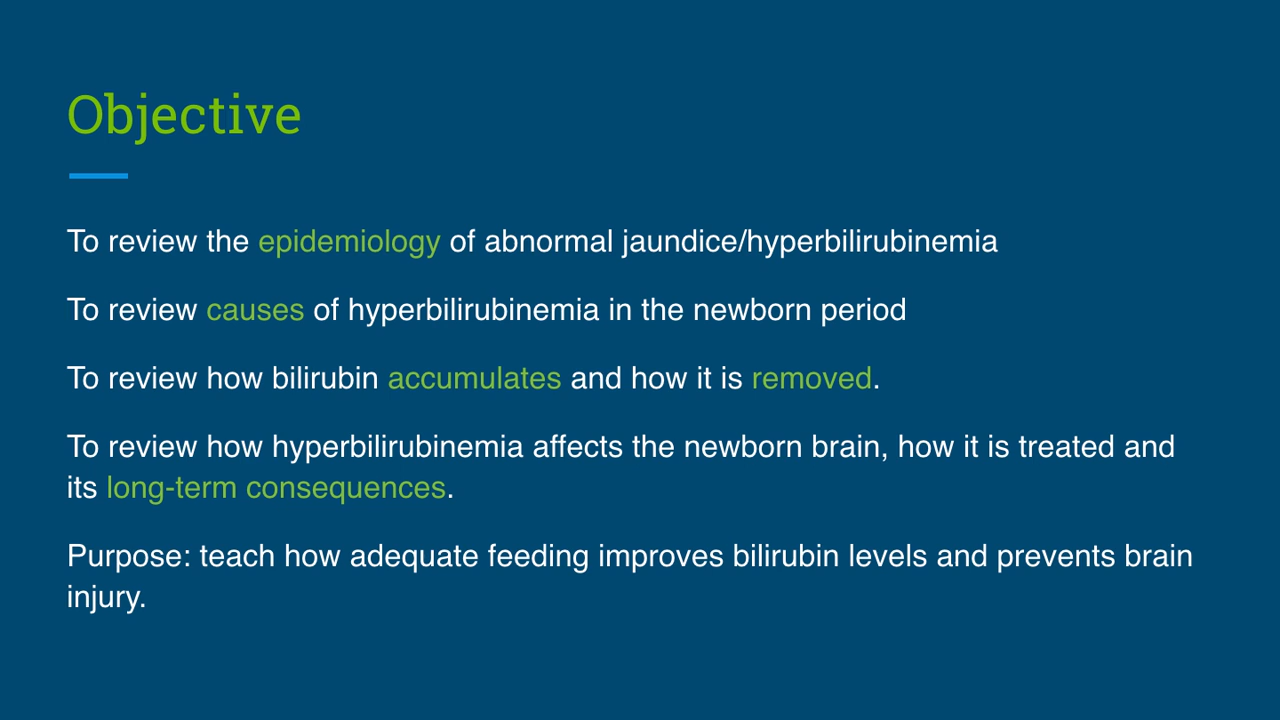 Objective
To review the epidemiology of abnormal jaundice/hyperbilirubinemia
To review causes of hyperbilirubinemia in the newborn period
To review how bilirubin accumulates and how it is removed.
To review how hyperbilirubinemia affects the newborn brain, how it is treated and
its long-term consequences.
Purpose: teach how adequate feeding improves bilirubin levels and prevents brain
injury.